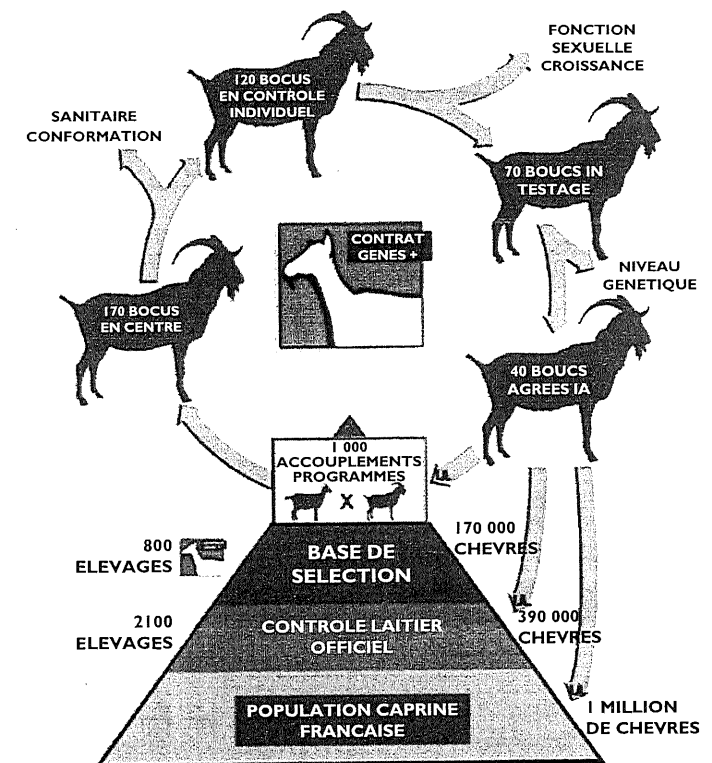 FONCTION
SEXUELLE
CROISSANCE
120 BOCUS
EN CONTROLE
INDIVIDUEL
SANITAIRE
CONFORMATION
70 BOUCS IN
TESTAGE
CONTRAT
GENES +
NIVEAU
GENETIQUE
170 BOCUS
EN CENTRE
40 BOUCS
AGREES IA
1 000
ACCOUPLEMENTS
PROGRAMMES
X
800
ELEVAGES
BASE DE
SELECTION
170 000
CHEVRES
2100
ELEVAGES
CONTROLE LAITIER
OFFICIEL
390 000
CHEVRES
POPULATION CAPRINE
FRANCAISE
1 MILLION
DE CHEVRES